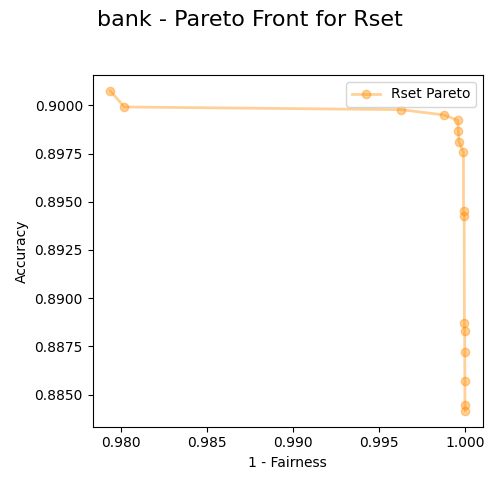 bank - Pareto Front for Rset
Rset Pareto
0.9000
0.8975
0.8950
0.8925
0.8900
0.8875
0.8850
Accuracy
0.980 0.985 0.990 0.995 1.000
1 - Fairness